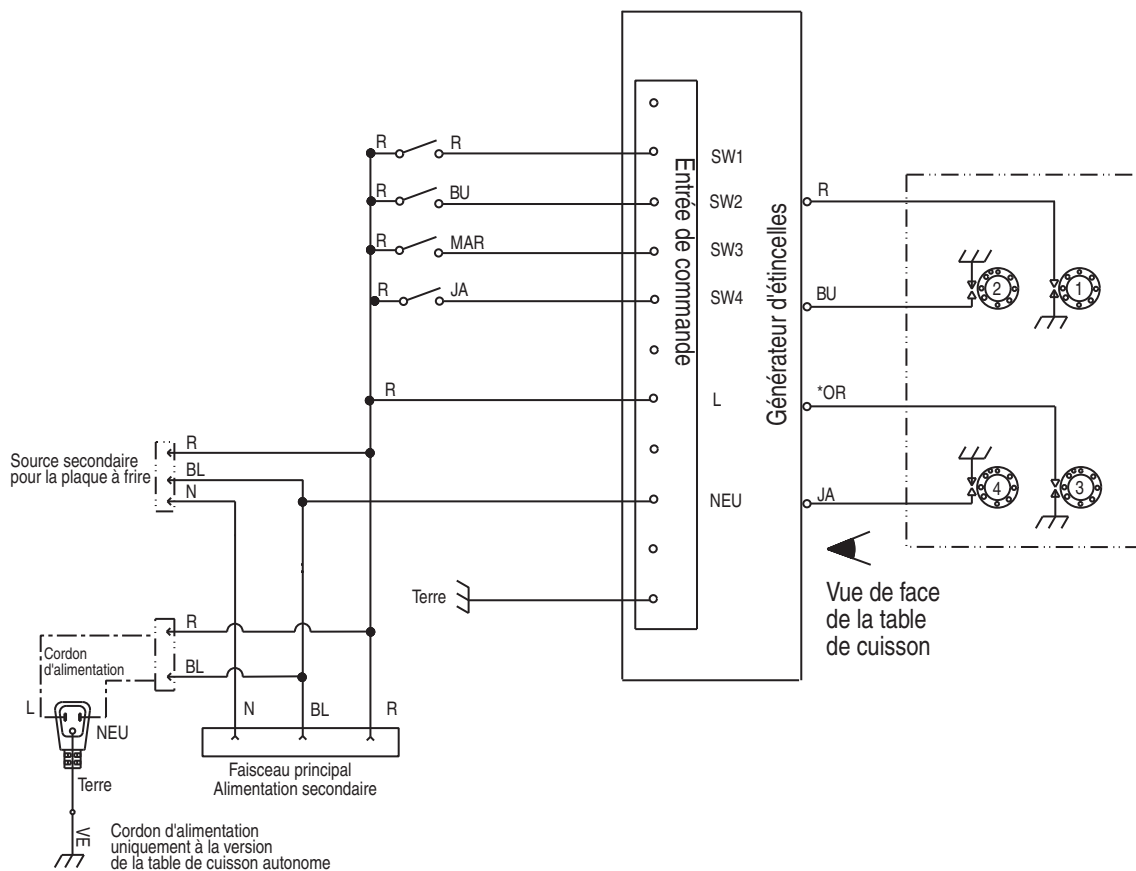 R
R
SW1
R
BU
SW2
R
MAR
SW3
R
JA
SW4
R
L
NEU
Entrée de commande
Générateur d'étincelles
R
BU
*OR
JA
2
1
4
3
Vue de face
de la table
de cuisson
Source secondaire
pour la plaque à frire
R
BL
N
Terre
R
BL
Cordon
d'alimentation
L
NEU
N
BL
R
Faisceau principal
Alimentation secondaire
Terre
VE
Cordon d'alimentation
uniquement à la version
de la table de cuisson autonome